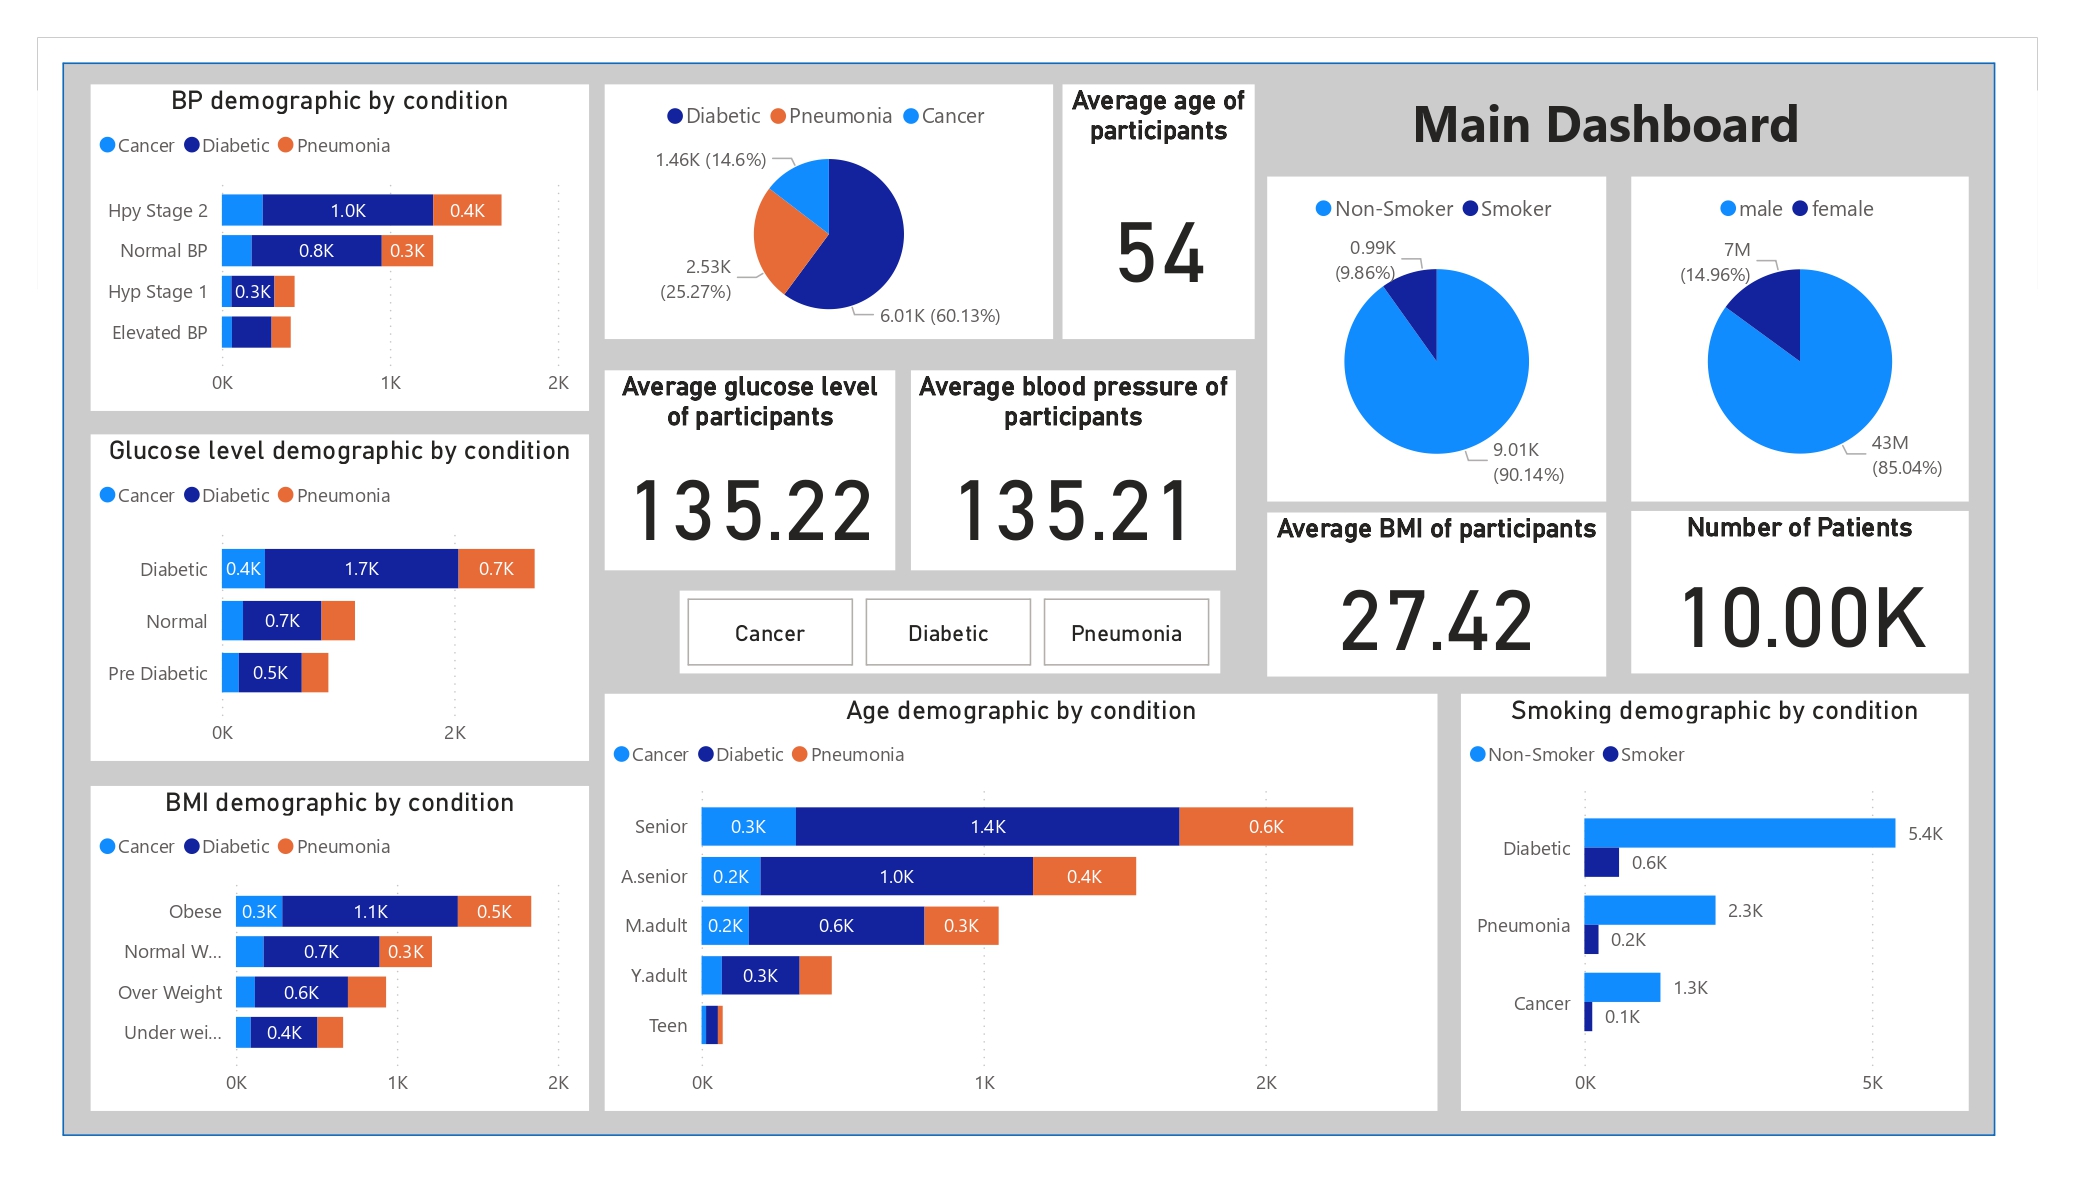 BP demographic by condition
Cancer Diabetic Pneumonia
Hpy Stage 2 1.0K 0.4K
Normal BP 0.8K 0.3K
Hyp Stage 1 0.3K
Elevated BP
0K 1K 2K
Glucose level demographic by condition
Cancer Diabetic Pneumonia
Diabetic 0.4K 1.7K 0.7K
Normal 0.7K
Pre Diabetic 0.5K
0K 2K
BMI demographic by condition
Cancer Diabetic Pneumonia
Obese 0.3K 1.1K 0.5K
Normal W... 0.7K 0.3K
Over Weight 0.6K
Under wei... 0.4K
0K 1K 2K
Diabetic Pneumonia Cancer
1.46K (14.6%)
2.53K
(25.27%)
6.01K (60.13%)
Average age of
participants
54
Main Dashboard
Non-Smoker Smoker
0.99K
(9.86%)
9.01K
(90.14%)
male female
7M
(14.96%)
43M
(85.04%)
Average glucose level
of participants
135.22
Average blood pressure of
participants
135.21
Cancer
Diabetic
Pneumonia
Average BMI of participants
27.42
Number of Patients
10.00K
Age demographic by condition
Cancer Diabetic Pneumonia
Senior 0.3K 1.4K 0.6K
A.senior 0.2K 1.0K 0.4K
M.adult 0.2K 0.6K 0.3K
Y.adult 0.3K
Teen
0K 1K 2K
Smoking demographic by condition
Non-Smoker Smoker
Diabetic 5.4K
0.6K
Pneumonia 2.3K
0.2K
Cancer 1.3K
0.1K
0K 5K